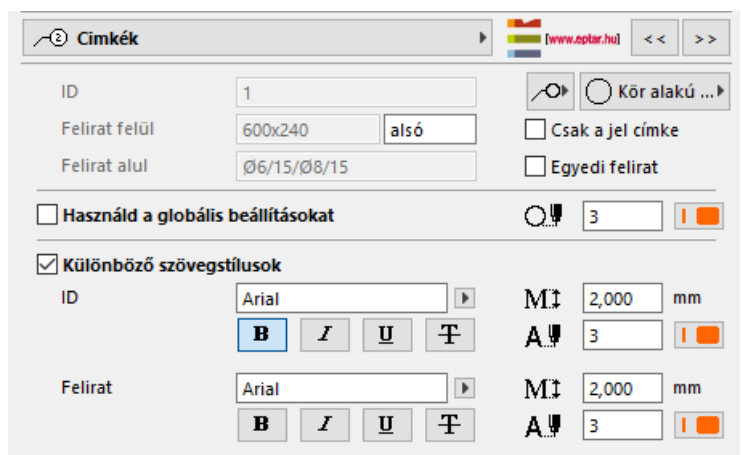 2 Cimkék [www.eptar.hu] << >>
ID 1 Kör alakú ...
Felirat felül 600x240 alsó Csak a jel címke
Felirat alul Ø6/15/Ø8/15 Egyedi felirat
Használd a globális beállításokat 3
Különböző szövegstílusok
ID Arial M 2,000 mm
B I U T A 3
Felirat Arial M 2,000 mm
B I U T A 3